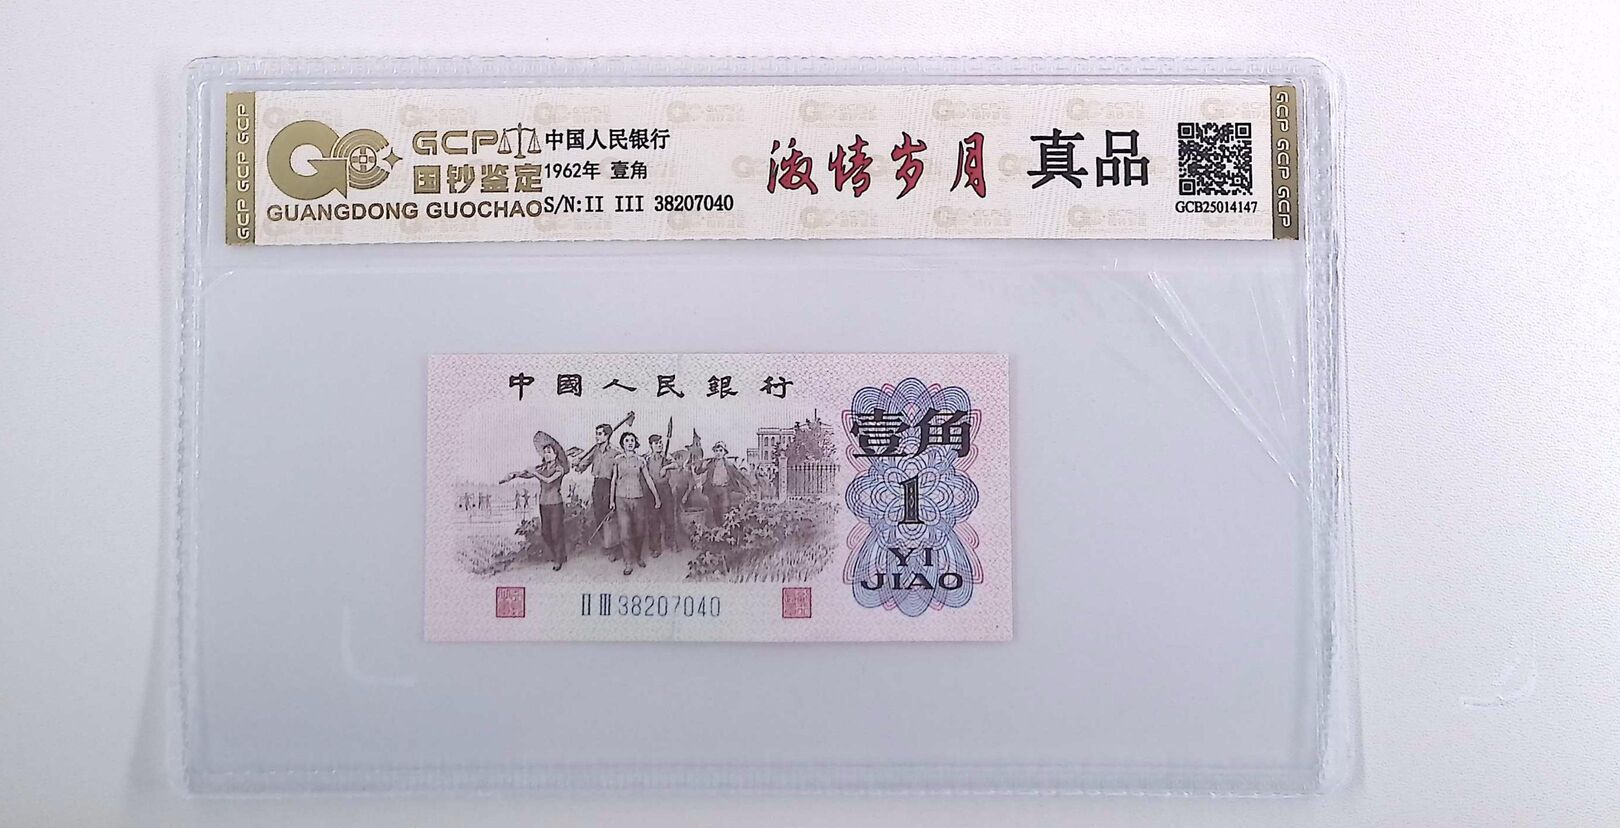 GCP GCP GCP
GCP
国钞鉴定
GUANGDONG GUOCHAO
中国人民银行
1962年 壹角
S/N:II III 38207040
激情岁月
真品
GCB25014147
GCP GCP GCP
中國人民銀行
壹角
1
YI
JIAO
II III 38207040